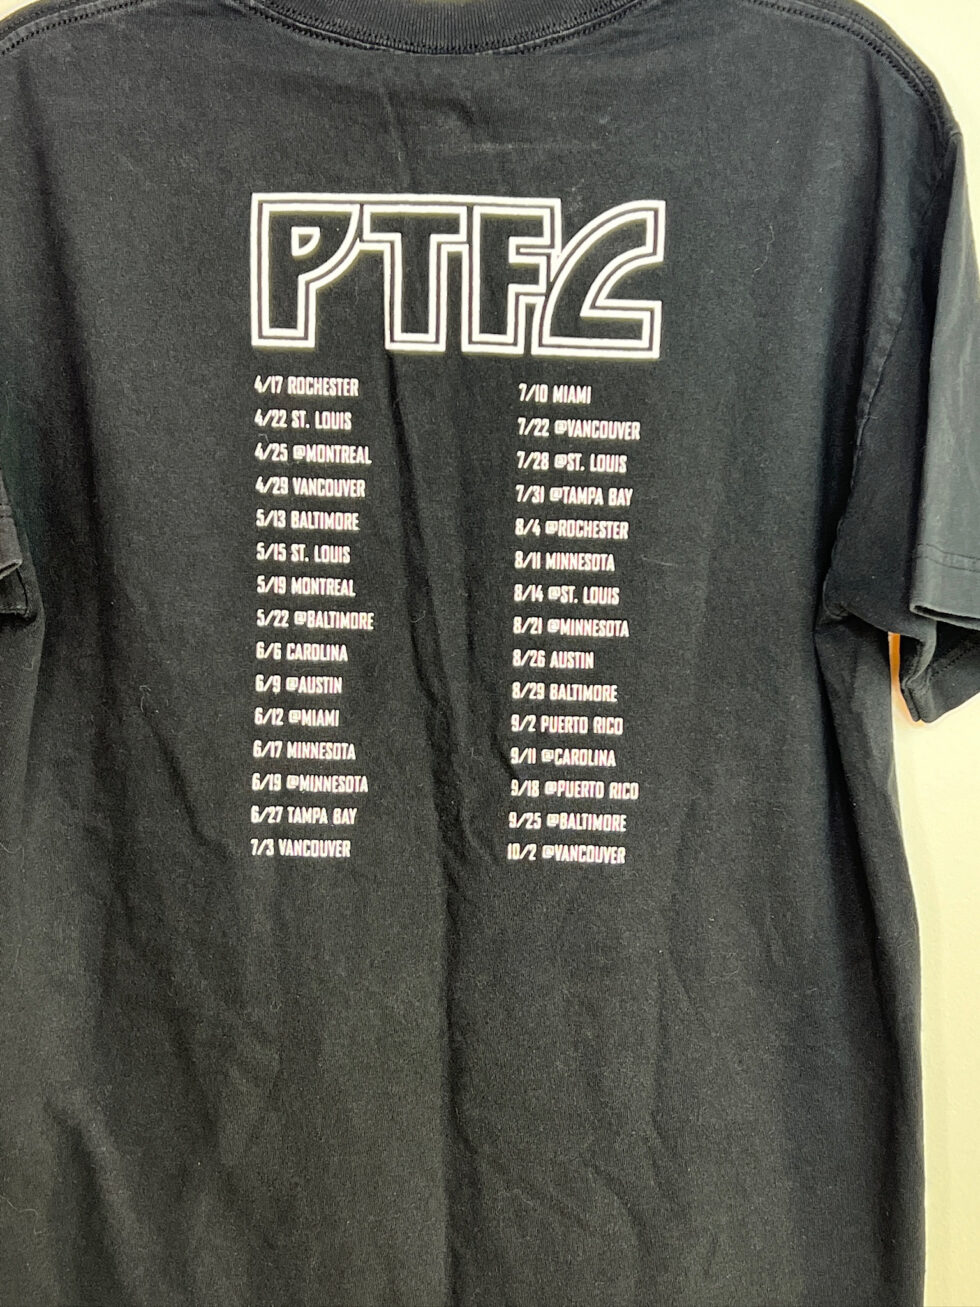 PTFC
4/17 ROCHESTER
4/22 ST. LOUIS
4/25 @MONTREAL
4/29 VANCOUVER
5/13 BALTIMORE
5/15 ST. LOUIS
5/19 MONTREAL
5/22 @BALTIMORE
6/6 CAROLINA
6/9 @AUSTIN
6/12 @MIAMI
6/17 MINNESOTA
6/19 @MINNESOTA
6/27 TAMPA BAY
7/3 VANCOUVER
7/10 MIAMI
7/22 @VANCOUVER
7/28 @ST. LOUIS
7/31 @TAMPA BAY
8/4 @ROCHESTER
8/11 MINNESOTA
8/14 @ST. LOUIS
8/21 @MINNESOTA
8/26 AUSTIN
8/29 BALTIMORE
9/2 PUERTO RICO
9/11 @CAROLINA
9/18 @PUERTO RICO
9/25 @BALTIMORE
10/2 @VANCOUVER